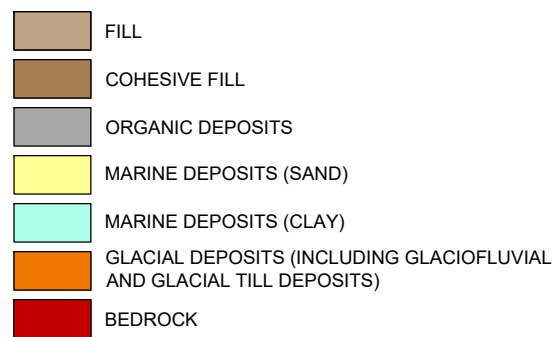 FILL
COHESIVE FILL
ORGANIC DEPOSITS
MARINE DEPOSITS (SAND)
MARINE DEPOSITS (CLAY)
GLACIAL DEPOSITS (INCLUDING GLACIOFLUVIAL
AND GLACIAL TILL DEPOSITS)
BEDROCK